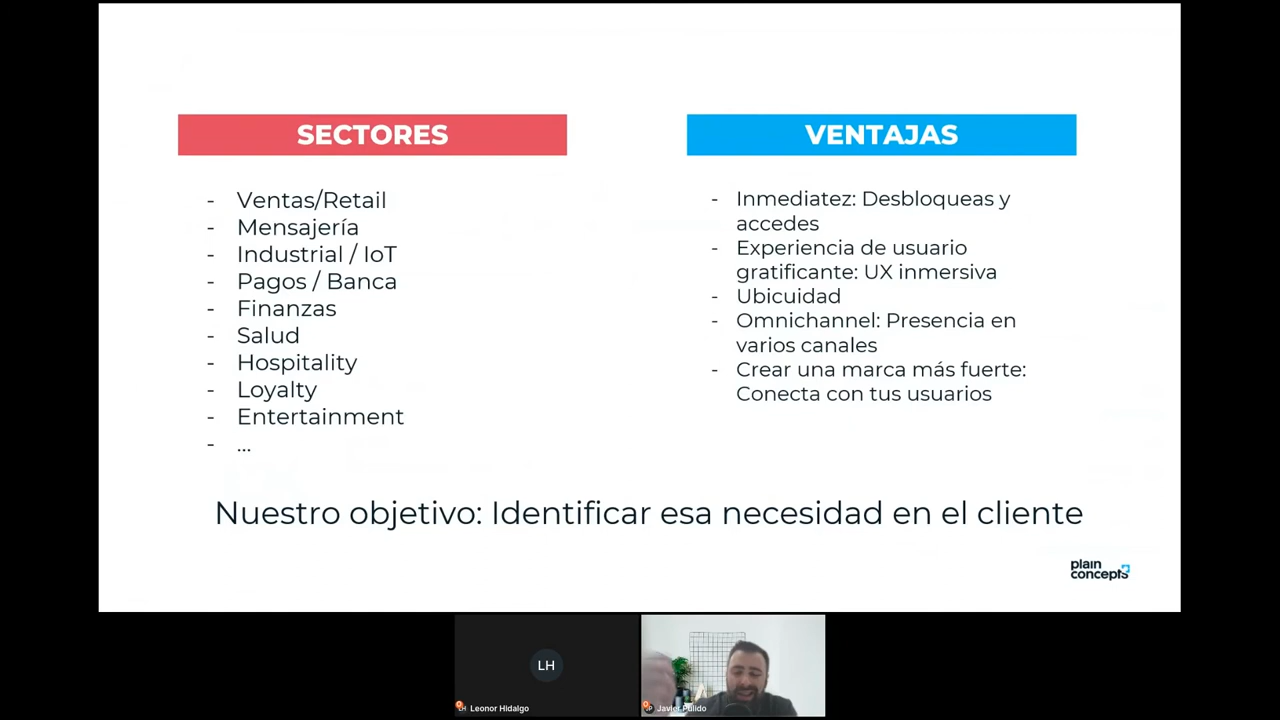 SECTORES
- Ventas/Retail
- Mensajería
- Industrial / IoT
- Pagos / Banca
- Finanzas
- Salud
- Hospitality
- Loyalty
- Entertainment
- ...
VENTAJAS
- Inmediatez: Desbloqueas y
accedes
- Experiencia de usuario
gratificante: UX inmersiva
- Ubicuidad
- Omnichannel: Presencia en
varios canales
- Crear una marca más fuerte:
Conecta con tus usuarios
Nuestro objetivo: Identificar esa necesidad en el cliente
plain
concepts
LH
Leonor Hidalgo
Javier Pulido